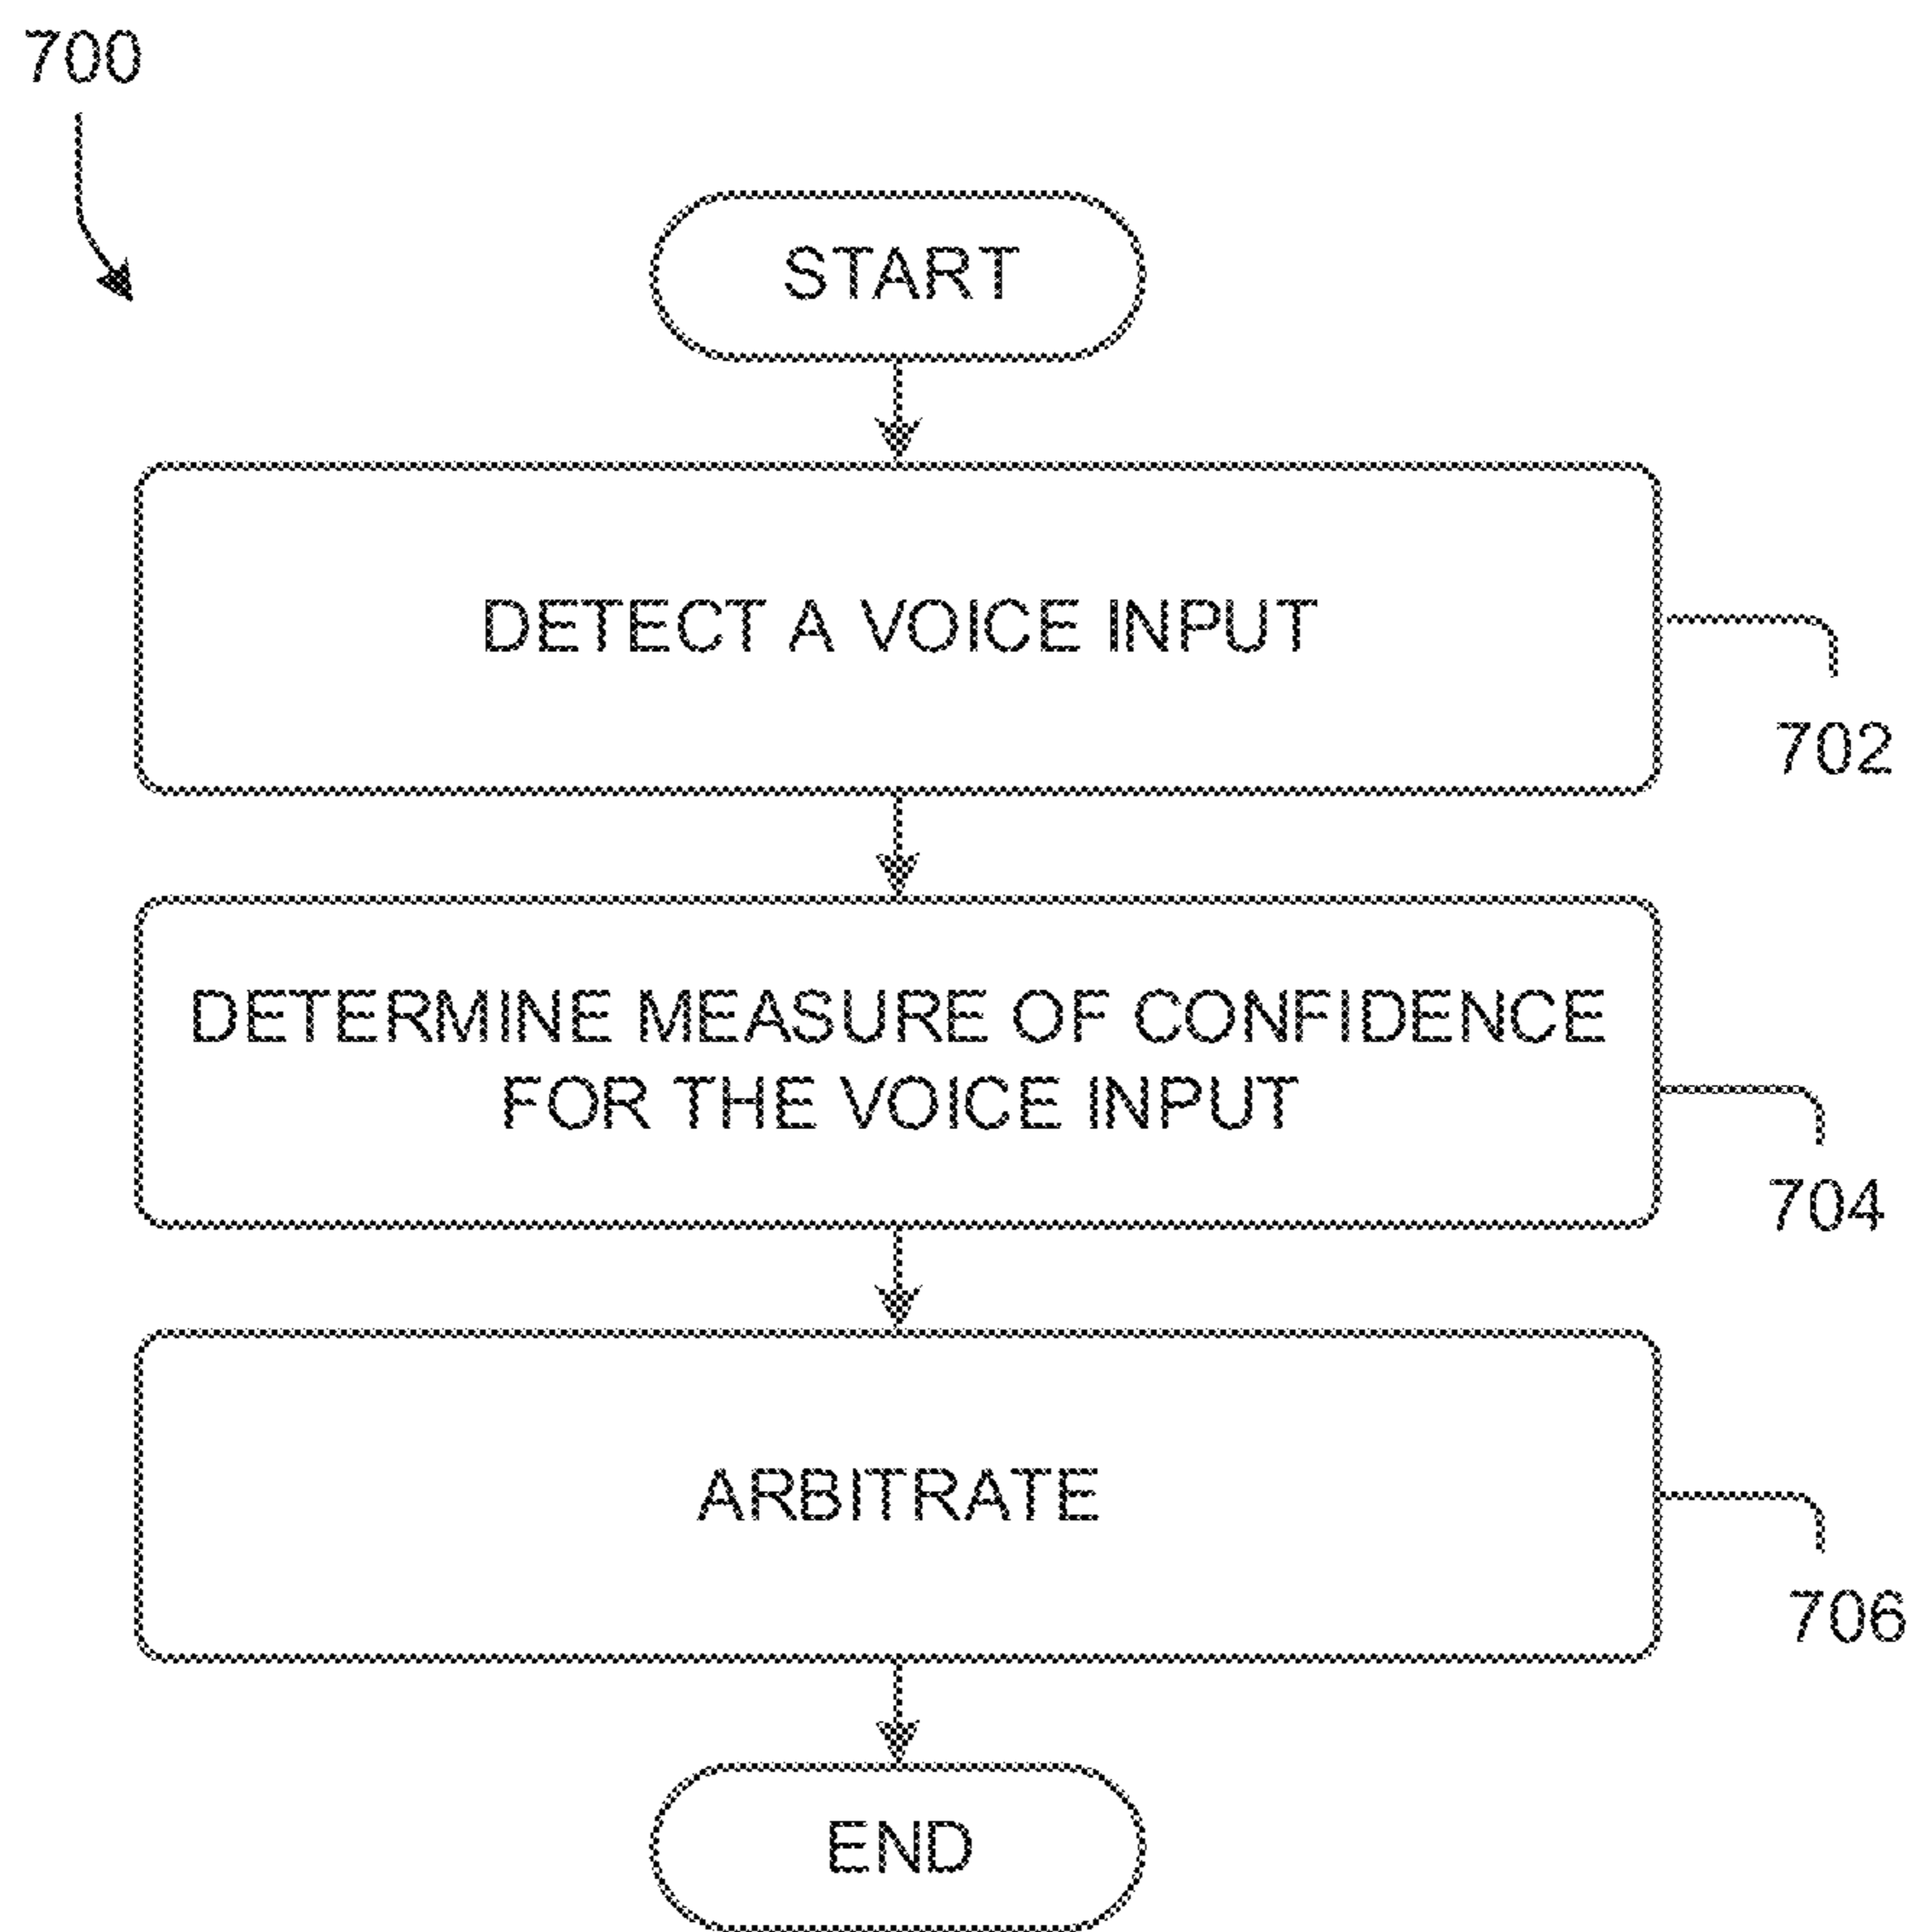 700
START
DETECT A VOICE INPUT
702
DETERMINE MEASURE OF CONFIDENCE
FOR THE VOICE INPUT
704
ARBITRATE
706
END